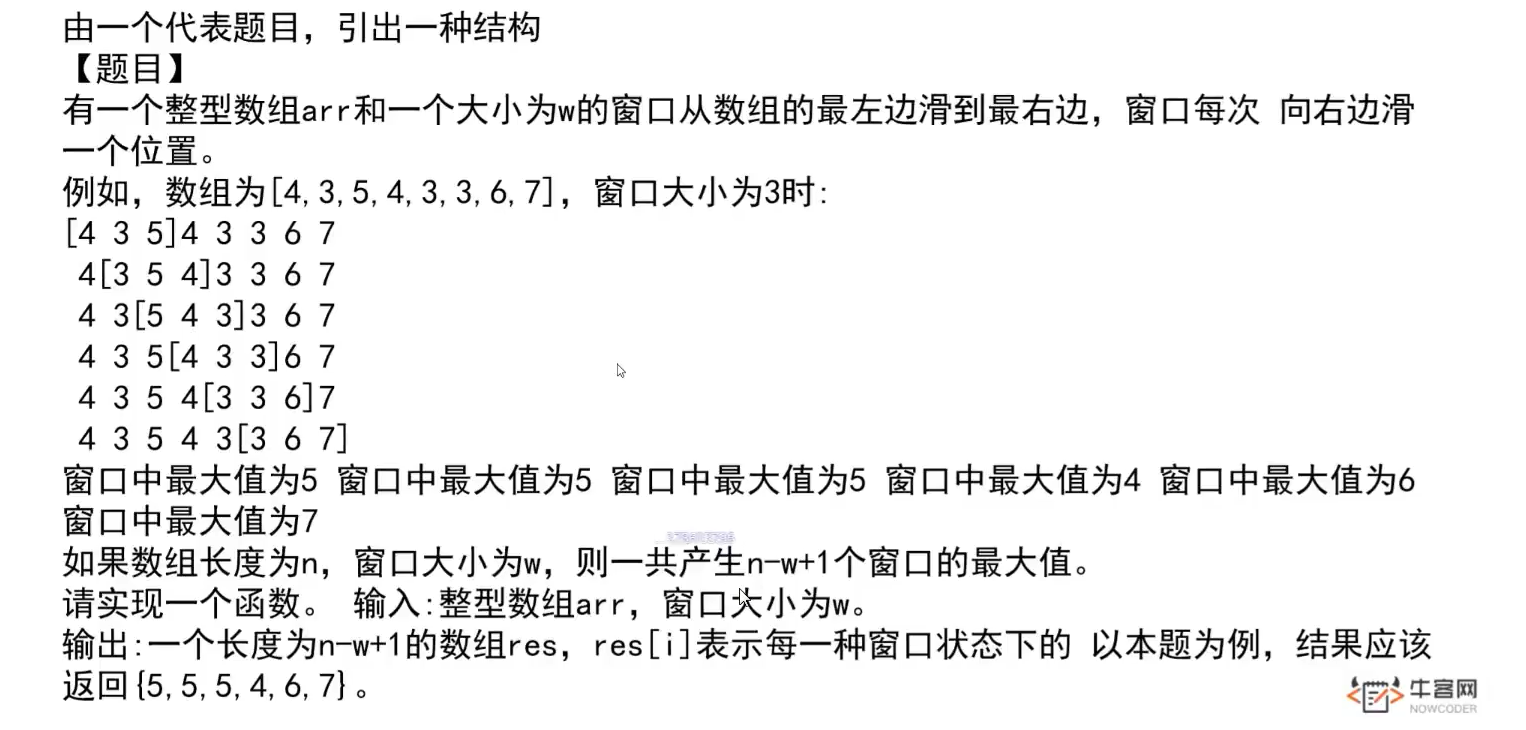 由一个代表题目，引出一种结构
【题目】
有一个整型数组arr和一个大小为w的窗口从数组的最左边滑到最右边，窗口每次 向右边滑
一个位置。
例如，数组为[4,3,5,4,3,3,6,7]，窗口大小为3时:
[4 3 5]4 3 3 6 7
4[3 5 4]3 3 6 7
4 3[5 4 3]3 6 7
4 3 5[4 3 3]6 7
4 3 5 4[3 3 6]7
4 3 5 4 3[3 6 7]
窗口中最大值为5 窗口中最大值为5 窗口中最大值为5 窗口中最大值为4 窗口中最大值为6
窗口中最大值为7
如果数组长度为n，窗口大小为w，则一共产生n-w+1个窗口的最大值。
请实现一个函数。 输入:整型数组arr，窗口大小为w。
输出:一个长度为n-w+1的数组res，res[i]表示每一种窗口状态下的 以本题为例，结果应该
返回{5,5,5,4,6,7}。
牛客网
NOWCODER